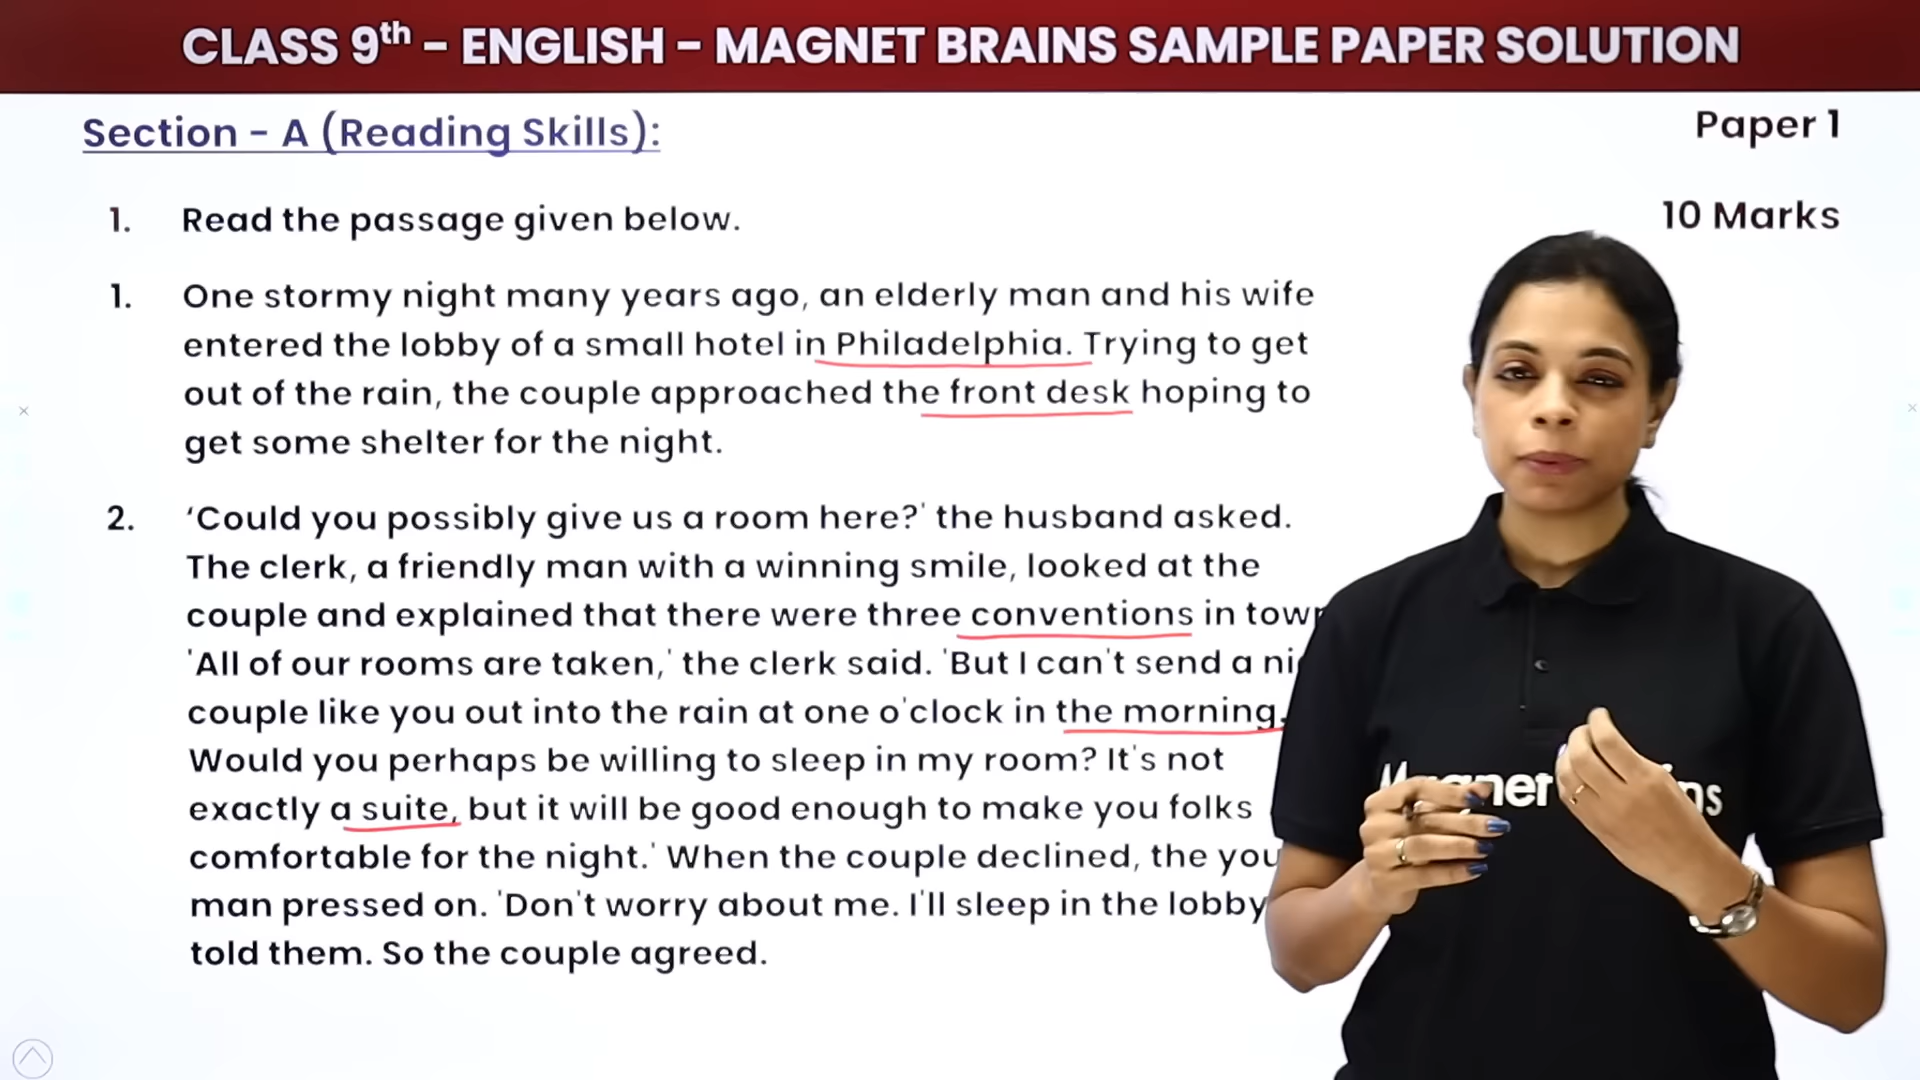 CLASS 9th – ENGLISH – MAGNET BRAINS SAMPLE PAPER SOLUTION
Section - A (Reading Skills):
Paper 1
1. Read the passage given below.
10 Marks
1. One stormy night many years ago, an elderly man and his wife
entered the lobby of a small hotel in Philadelphia. Trying to get
out of the rain, the couple approached the front desk hoping to
get some shelter for the night.
2. ‘Could you possibly give us a room here?' the husband asked.
The clerk, a friendly man with a winning smile, looked at the
couple and explained that there were three conventions in
'All of our rooms are taken,' the clerk said. 'But I can't send a
couple like you out into the rain at one o'clock in the morning.
Would you perhaps be willing to sleep in my room? It's not
exactly a suite, but it will be good enough to make you folks
comfortable for the night.' When the couple declined, the
man pressed on. 'Don't worry about me. I'll sleep in the lobby
told them. So the couple agreed.